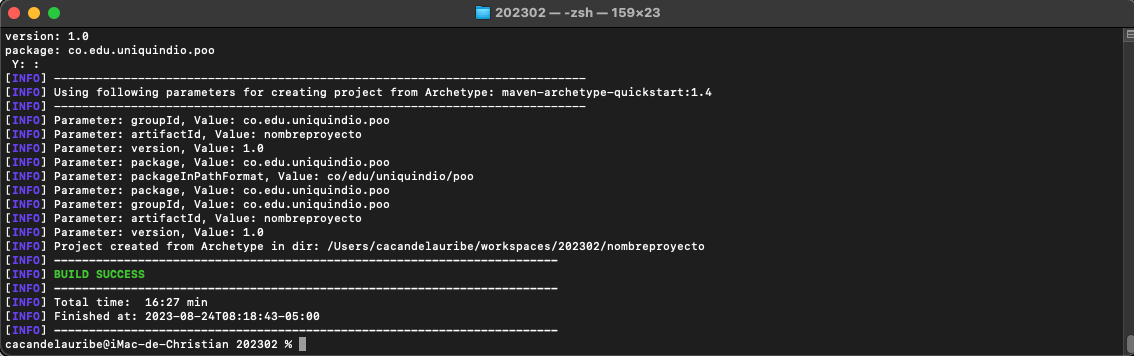 202302 — -zsh — 159×23
version: 1.0
package: co.edu.uniquindio.poo
 Y: :
[INFO] ----------------------------------------------------------------------------
[INFO] Using following parameters for creating project from Archetype: maven-archetype-quickstart:1.4
[INFO] ----------------------------------------------------------------------------
[INFO] Parameter: groupId, Value: co.edu.uniquindio.poo
[INFO] Parameter: artifactId, Value: nombreproyecto
[INFO] Parameter: version, Value: 1.0
[INFO] Parameter: package, Value: co.edu.uniquindio.poo
[INFO] Parameter: packageInPathFormat, Value: co/edu/uniquindio/poo
[INFO] Parameter: package, Value: co.edu.uniquindio.poo
[INFO] Parameter: groupId, Value: co.edu.uniquindio.poo
[INFO] Parameter: artifactId, Value: nombreproyecto
[INFO] Parameter: version, Value: 1.0
[INFO] Project created from Archetype in dir: /Users/cacandelauribe/workspaces/202302/nombreproyecto
[INFO] ------------------------------------------------------------------------
[INFO] BUILD SUCCESS
[INFO] ------------------------------------------------------------------------
[INFO] Total time:  16:27 min
[INFO] Finished at: 2023-08-24T08:18:43-05:00
[INFO] ------------------------------------------------------------------------
cacandelauribe@iMac-de-Christian 202302 %